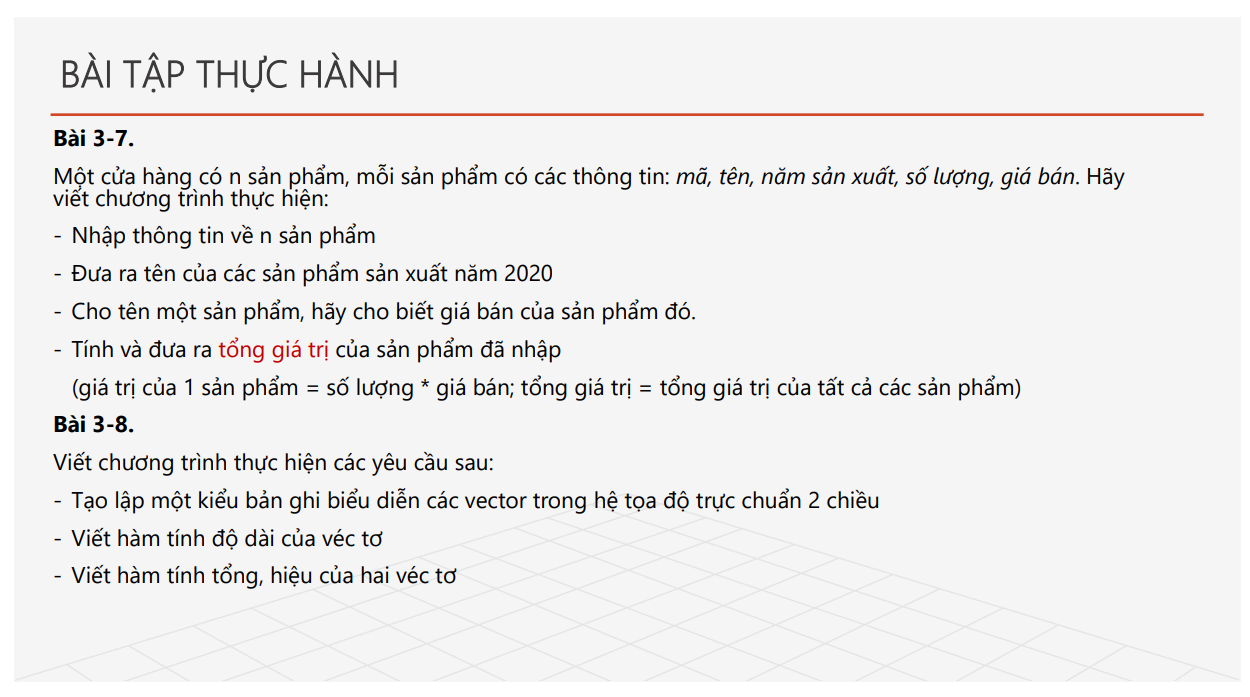 BÀI TẬP THỰC HÀNH
Bài 3-7.
Một cửa hàng có n sản phẩm, mỗi sản phẩm có các thông tin: mã, tên, năm sản xuất, số lượng, giá bán. Hãy
viết chương trình thực hiện:
- Nhập thông tin về n sản phẩm
- Đưa ra tên của các sản phẩm sản xuất năm 2020
- Cho tên một sản phẩm, hãy cho biết giá bán của sản phẩm đó.
- Tính và đưa ra tổng giá trị của sản phẩm đã nhập
(giá trị của 1 sản phẩm = số lượng * giá bán; tổng giá trị = tổng giá trị của tất cả các sản phẩm)
Bài 3-8.
Viết chương trình thực hiện các yêu cầu sau:
- Tạo lập một kiểu bản ghi biểu diễn các vector trong hệ tọa độ trực chuẩn 2 chiều
- Viết hàm tính độ dài của véc tơ
- Viết hàm tính tổng, hiệu của hai véc tơ